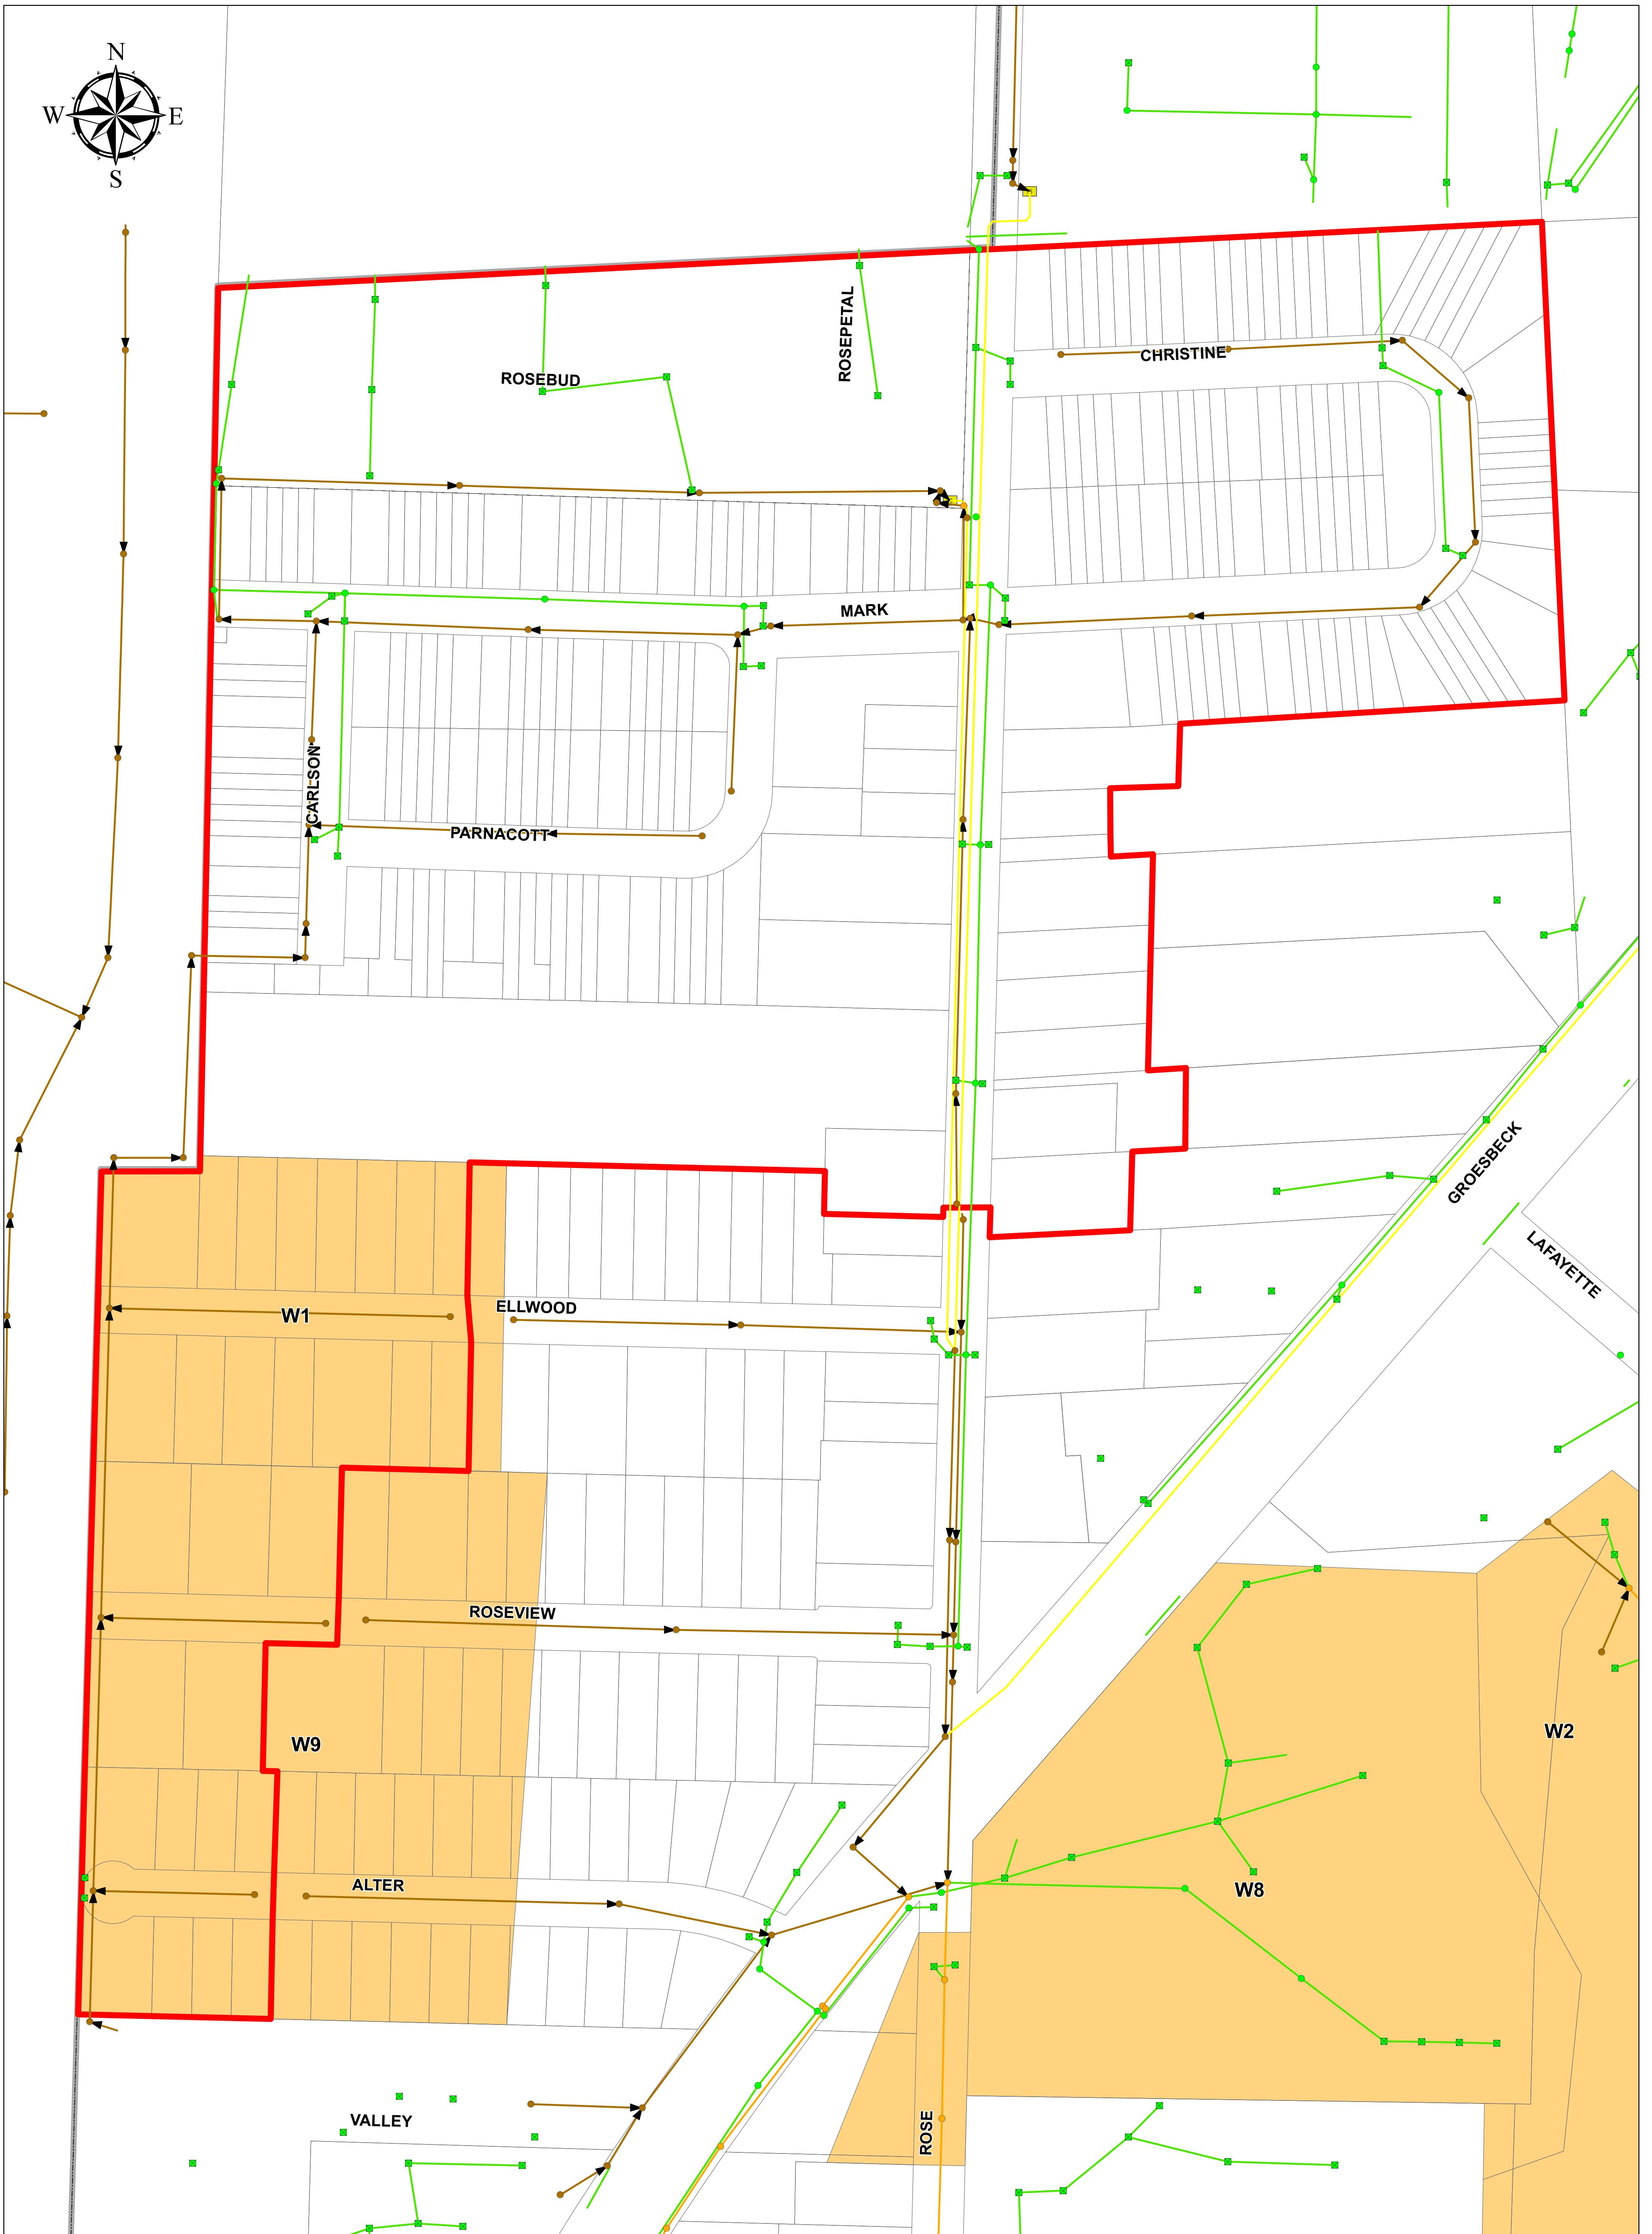 N
W E
S
ROSEPETAL
CHRISTINE
ROSEBUD
MARK
CARLSON
PARNACOTT
GROESBECK
LAFAYETTE
ELLWOOD
W1
ROSEVIEW
W2
W9
ALTER
W8
VALLEY
ROSE